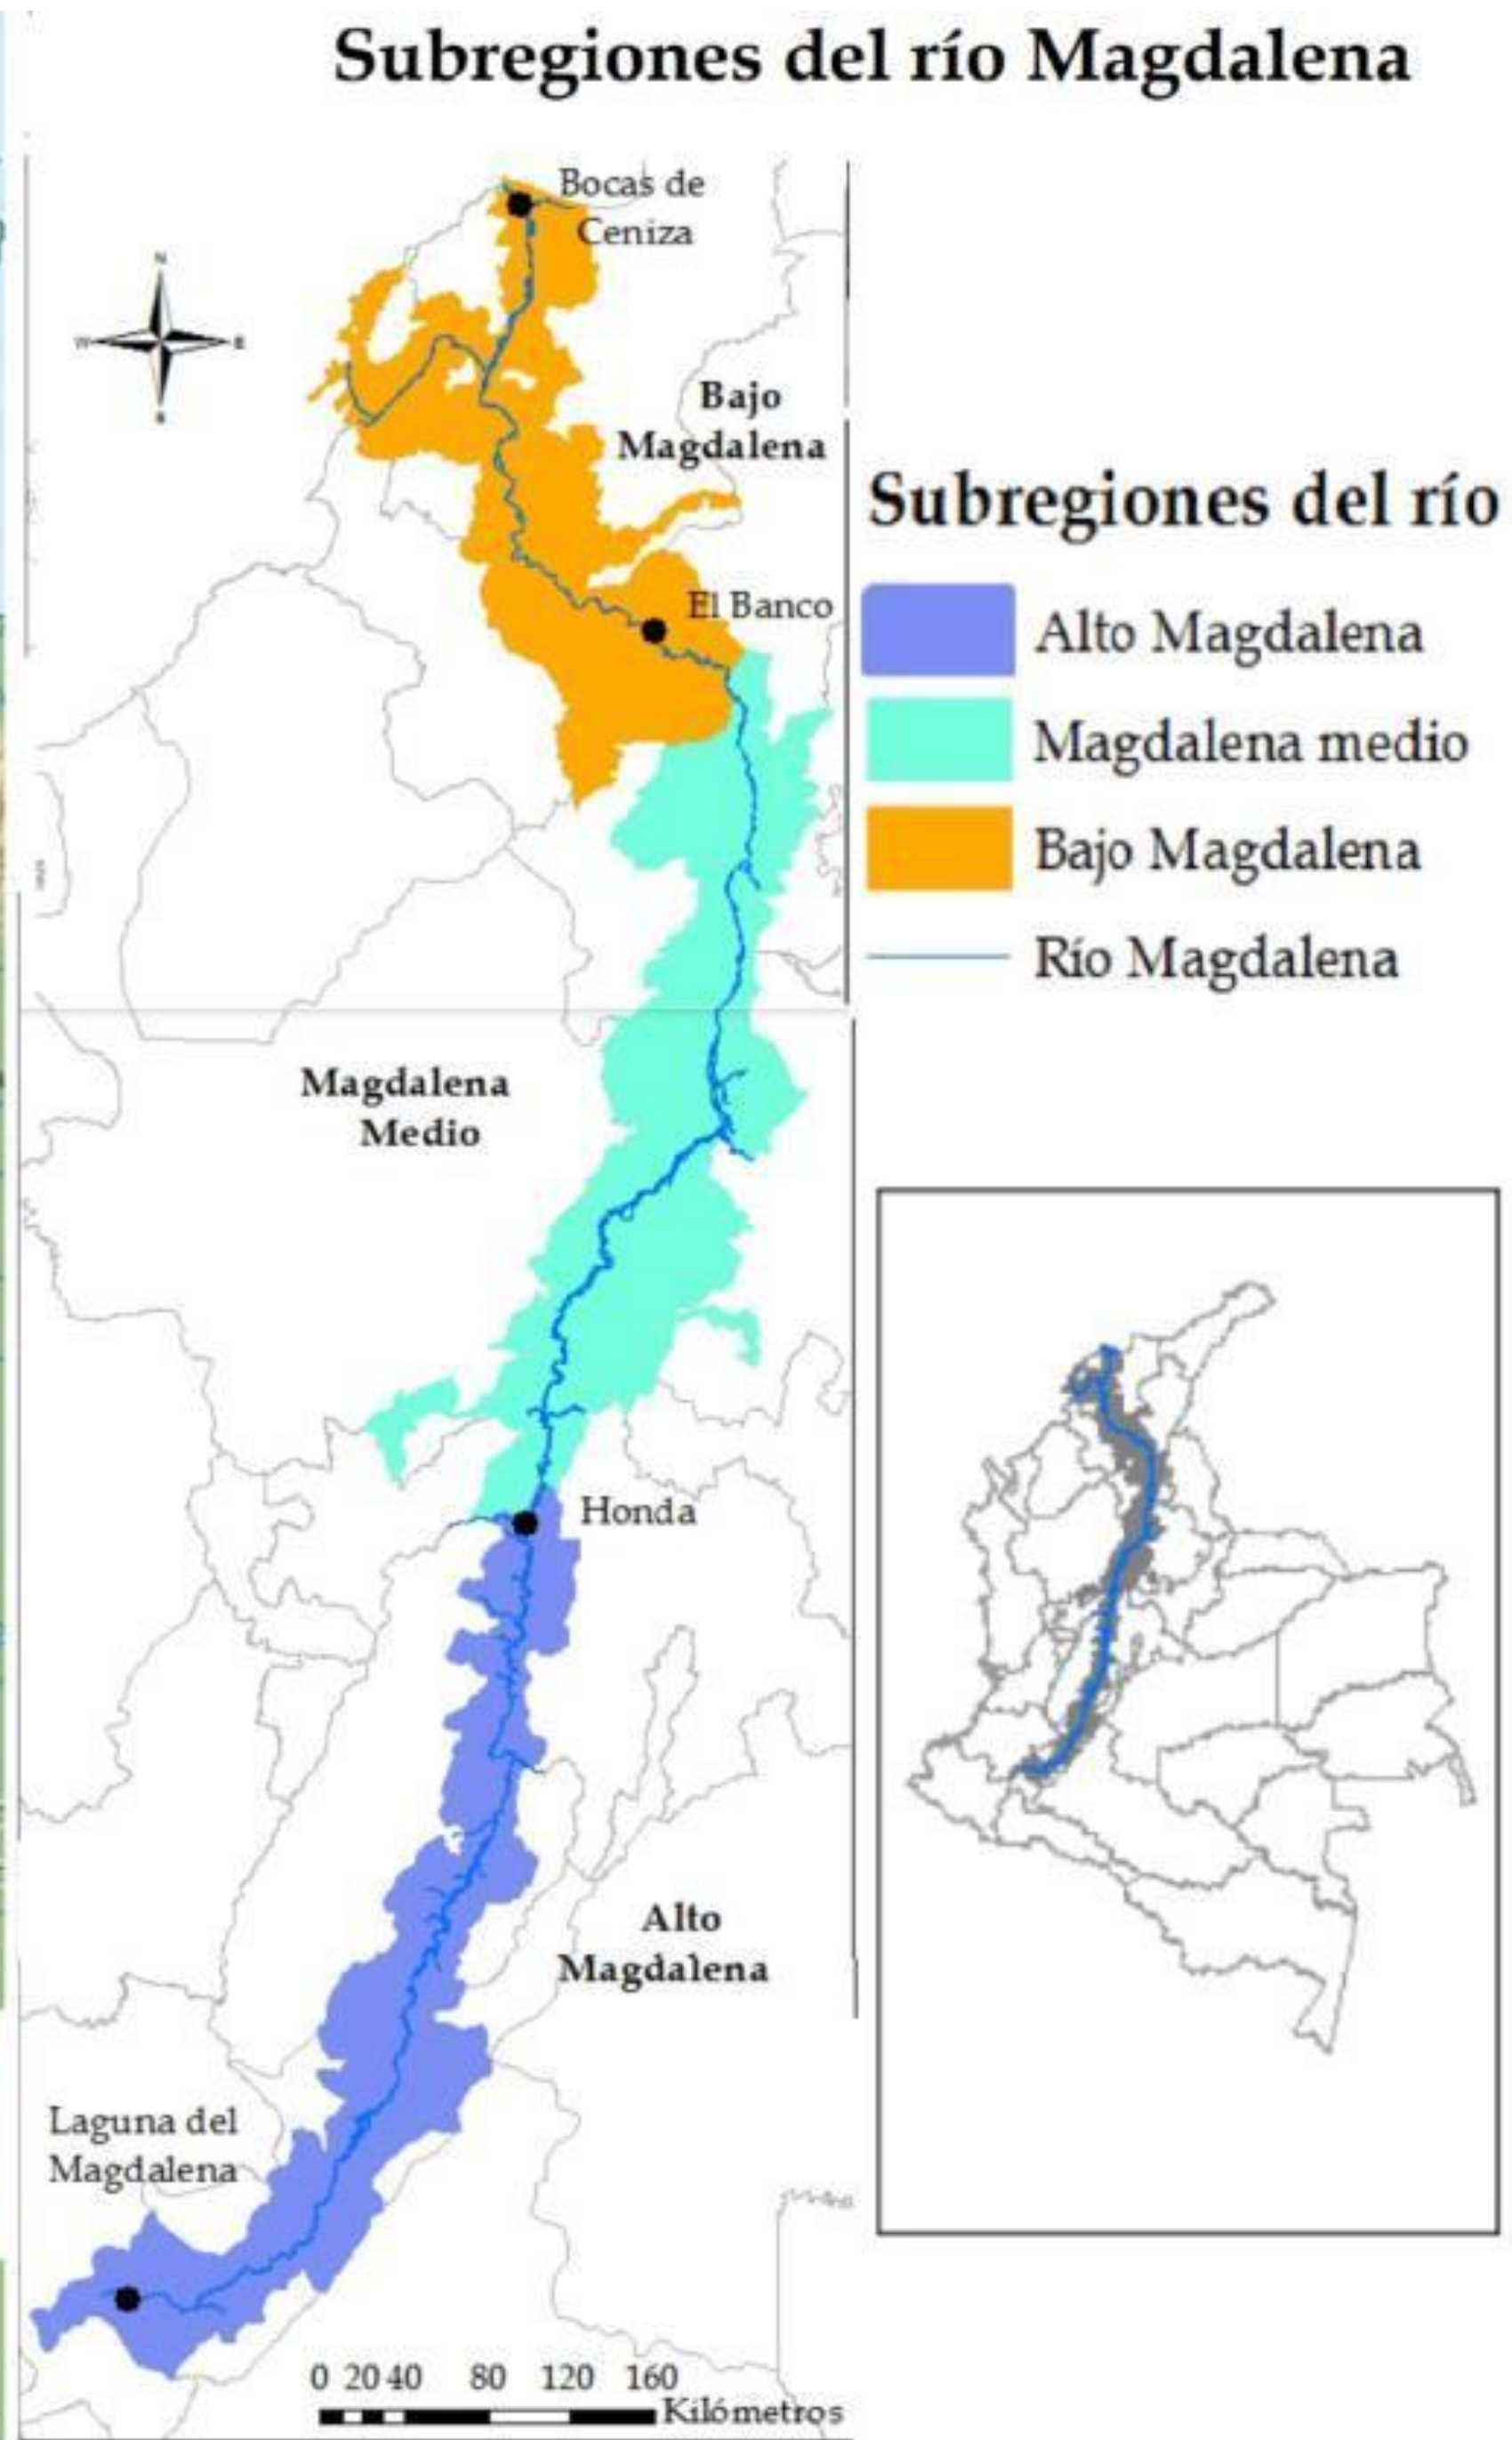 Subregiones del río Magdalena
Bocas de
Ceniza
N
W
E
S
Bajo
Magdalena
El Banco
Subregiones del río
Alto Magdalena
Magdalena medio
Bajo Magdalena
Río Magdalena
Magdalena
Medio
Honda
Alto
Magdalena
Laguna del
Magdalena
0 20 40 80 120 160
Kilómetros